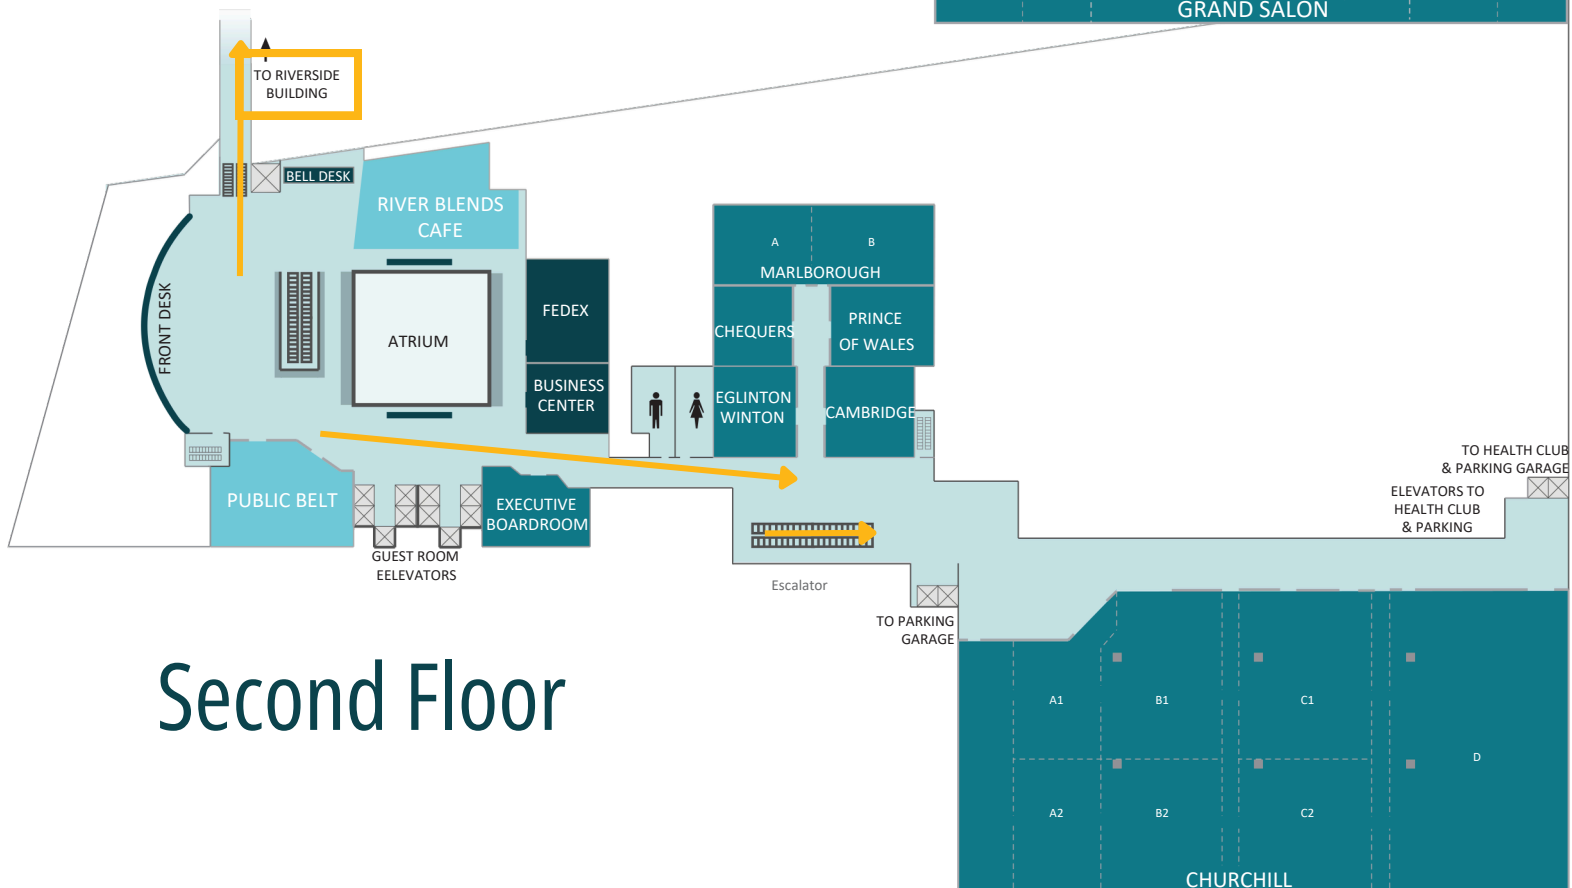 GRAND SALON
TO RIVERSIDE
BUILDING
BELL DESK
RIVER BLENDS
CAFE
FRONT DESK
ATRIUM
FEDEX
BUSINESS
CENTER
A
B
MARLBOROUGH
CHEQUERS
PRINCE
OF WALES
EGLINTON
WINTON
CAMBRIDGE
PUBLIC BELT
EXECUTIVE
BOARDROOM
GUEST ROOM
EELEVATORS
Escalator
TO HEALTH CLUB
& PARKING GARAGE
ELEVATORS TO
HEALTH CLUB
& PARKING
TO PARKING
GARAGE
Second Floor
A1
B1
C1
D
A2
B2
C2
CHURCHILL